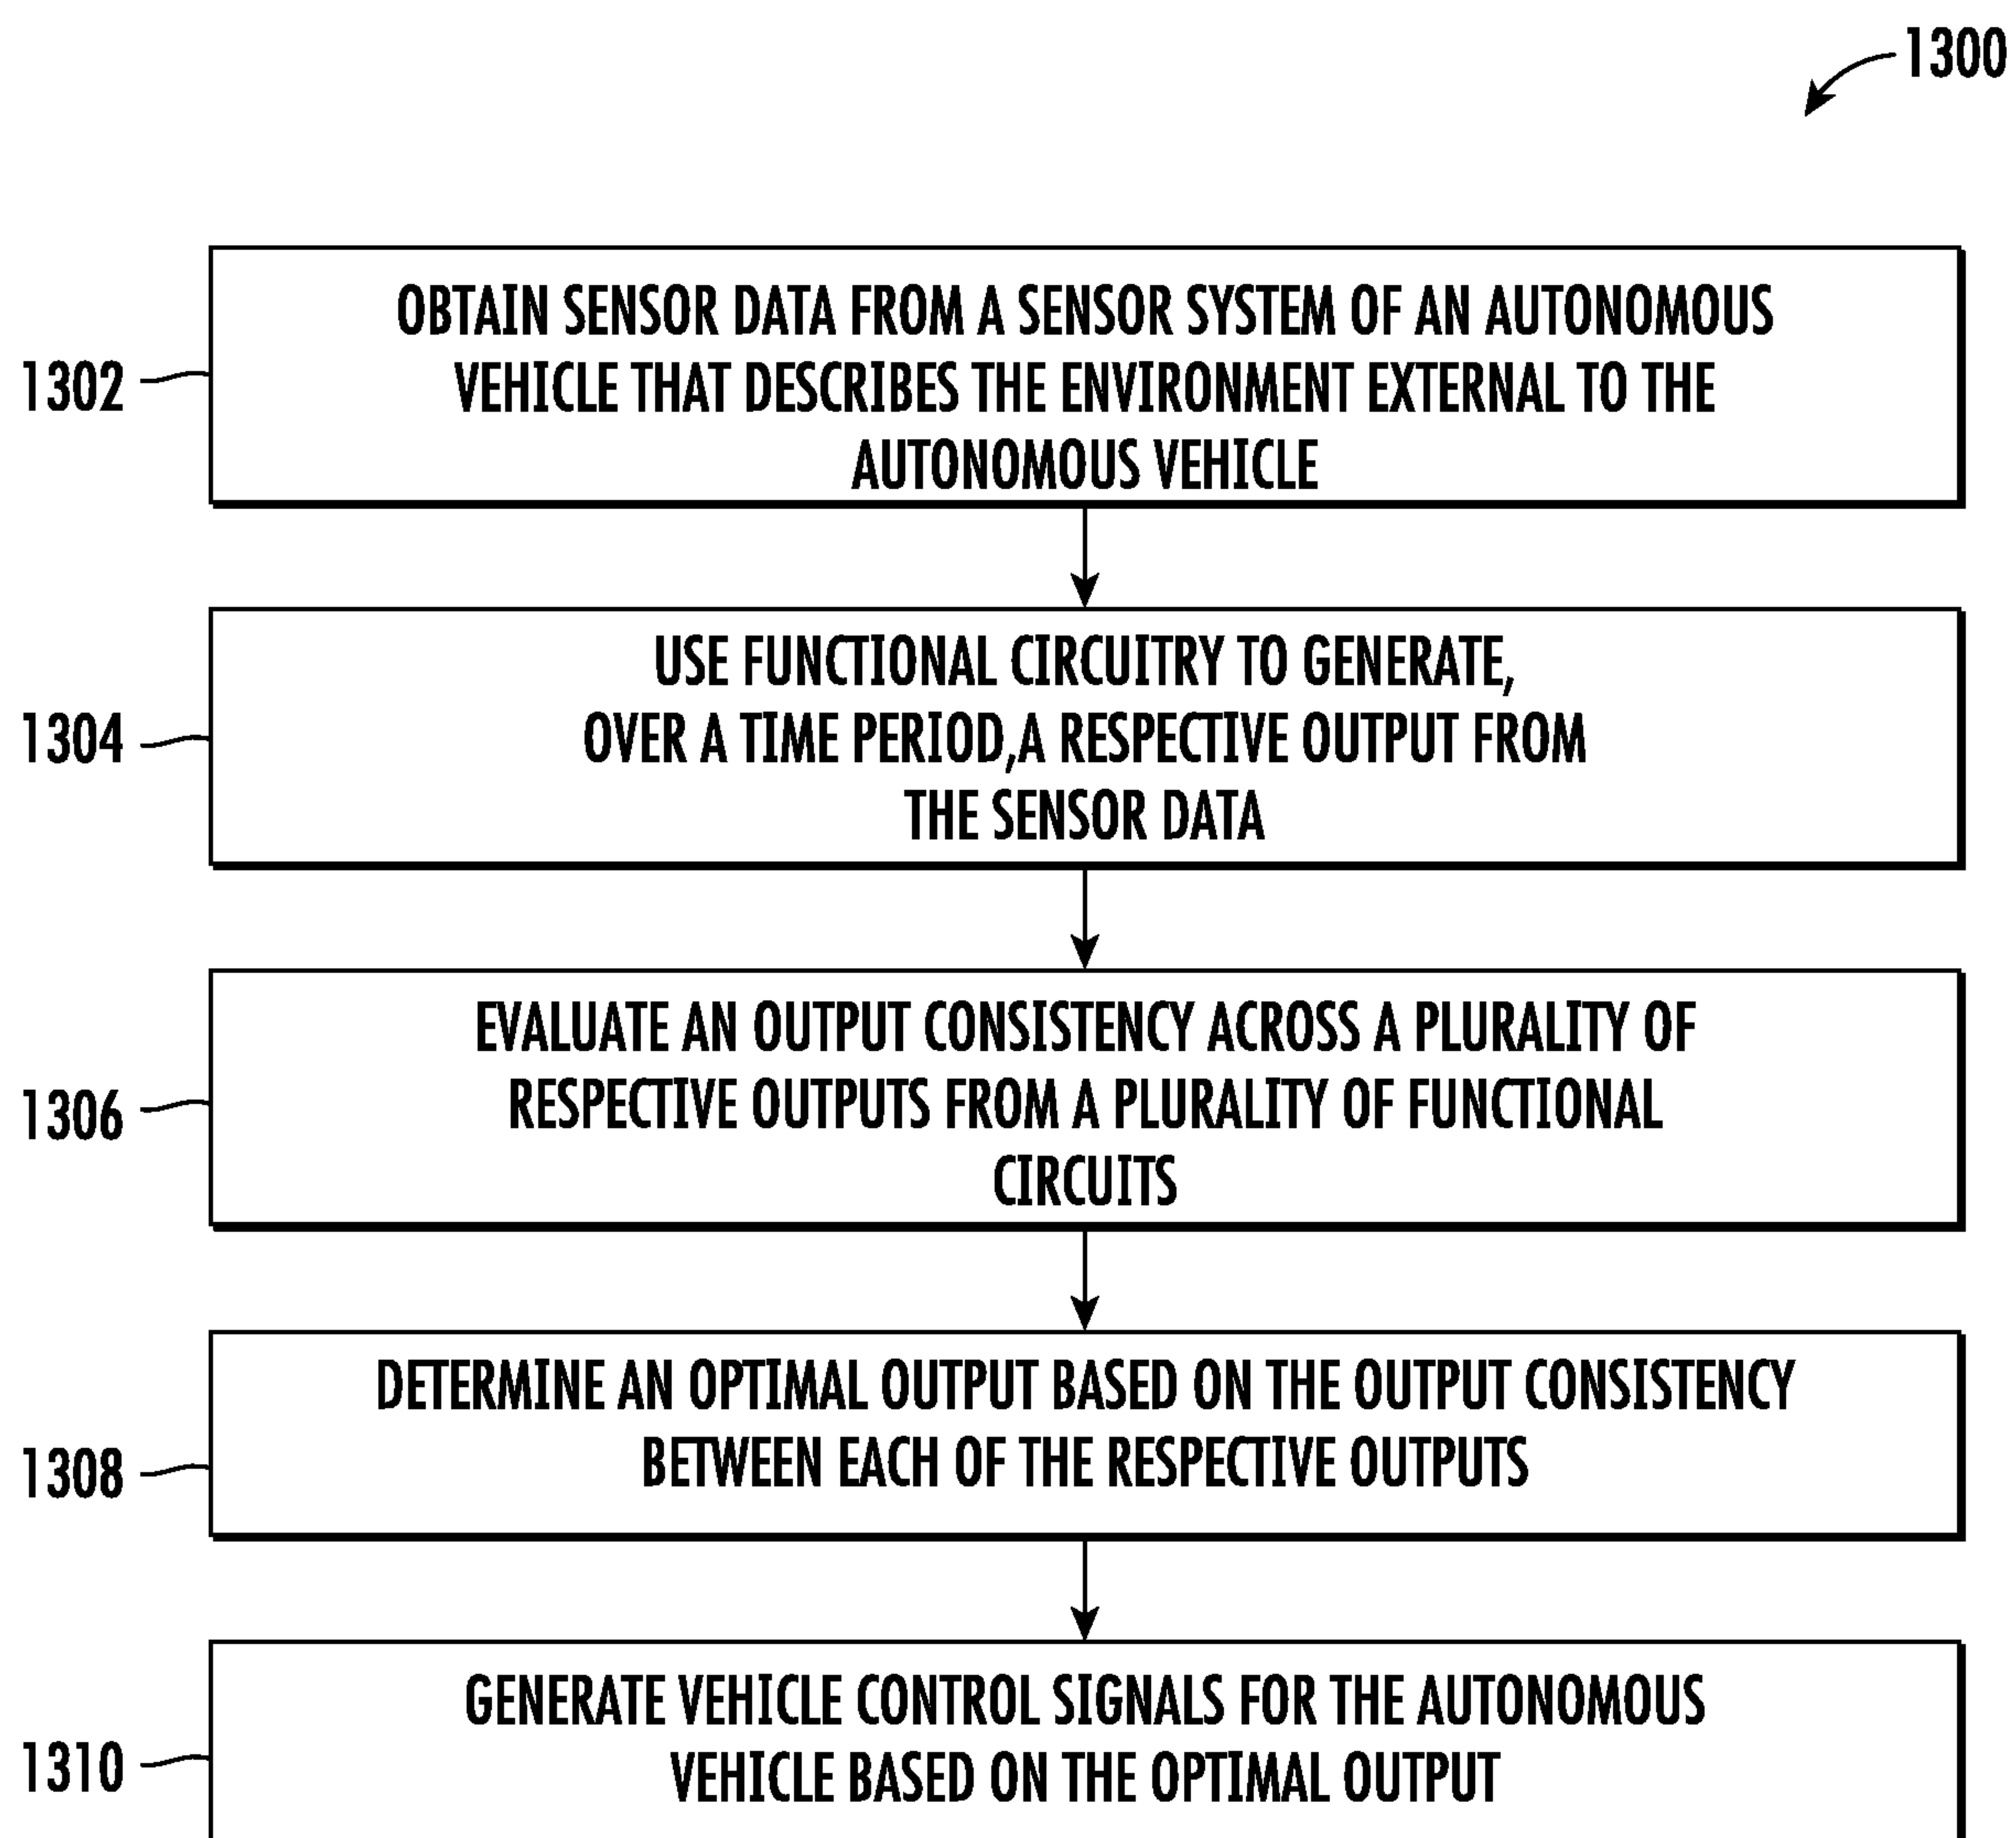 1300
OBTAIN SENSOR DATA FROM A SENSOR SYSTEM OF AN AUTONOMOUS
VEHICLE THAT DESCRIBES THE ENVIRONMENT EXTERNAL TO THE
AUTONOMOUS VEHICLE
1302
USE FUNCTIONAL CIRCUITRY TO GENERATE,
OVER A TIME PERIOD, A RESPECTIVE OUTPUT FROM
THE SENSOR DATA
1304
EVALUATE AN OUTPUT CONSISTENCY ACROSS A PLURALITY OF
RESPECTIVE OUTPUTS FROM A PLURALITY OF FUNCTIONAL
CIRCUITS
1306
DETERMINE AN OPTIMAL OUTPUT BASED ON THE OUTPUT CONSISTENCY
BETWEEN EACH OF THE RESPECTIVE OUTPUTS
1308
GENERATE VEHICLE CONTROL SIGNALS FOR THE AUTONOMOUS
VEHICLE BASED ON THE OPTIMAL OUTPUT
1310